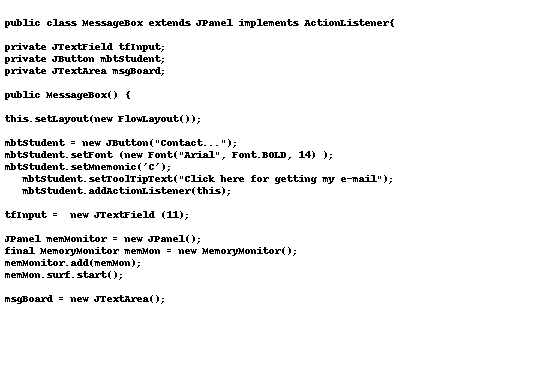 public class MessageBox extends JPanel implements ActionListener{
private JTextField tfInput;
private JButton mbtStudent;
private JTextArea msgBoard;
public MessageBox() {
this.setLayout(new FlowLayout());
mbtStudent = new JButton("Contact...");
mbtStudent.setFont (new Font("Arial", Font.BOLD, 14) );
mbtStudent.setMnemonic('C');
mbtStudent.setToolTipText("Click here for getting my e-mail");
mbtStudent.addActionListener(this);
tfInput =  new JTextField (11);
JPanel memMonitor = new JPanel();
final MemoryMonitor memMon = new MemoryMonitor();
memMonitor.add(memMon);
memMon.surf.start();
msgBoard = new JTextArea();